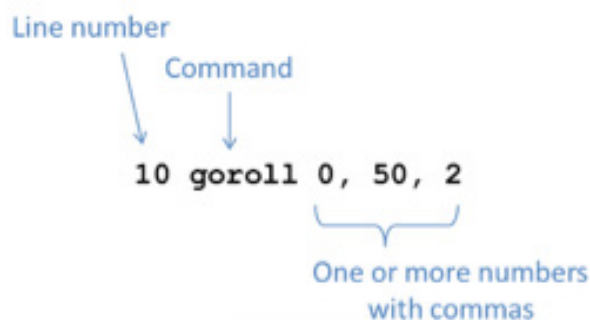 Line number
Command
10 goroll 0, 50, 2
One or more numbers
with commas